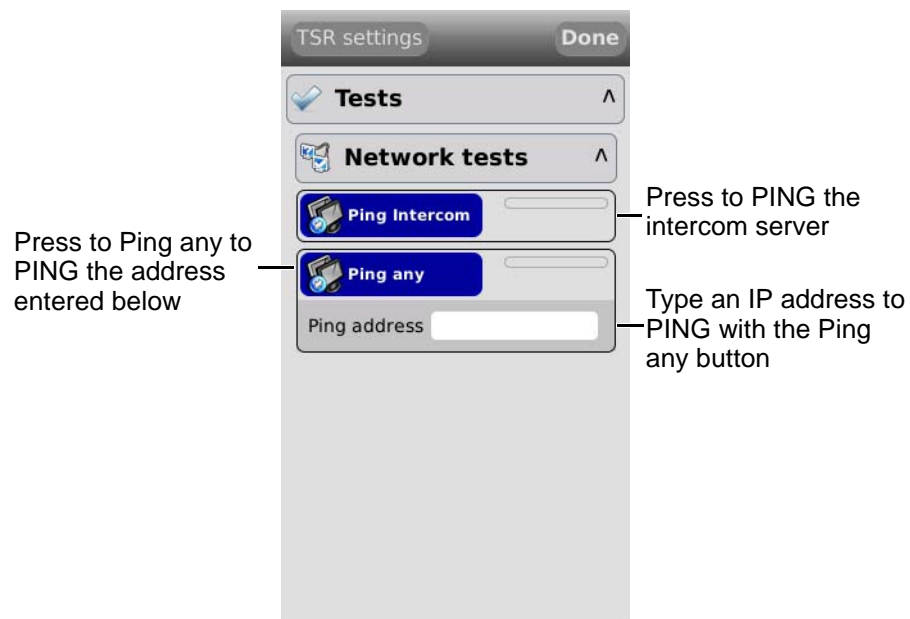 TSR settings
Done
Tests
Network tests
Ping Intercom
Press to PING the
intercom server
Press to Ping any to
PING the address
entered below
Ping any
Ping address
Type an IP address to
PING with the Ping
any button